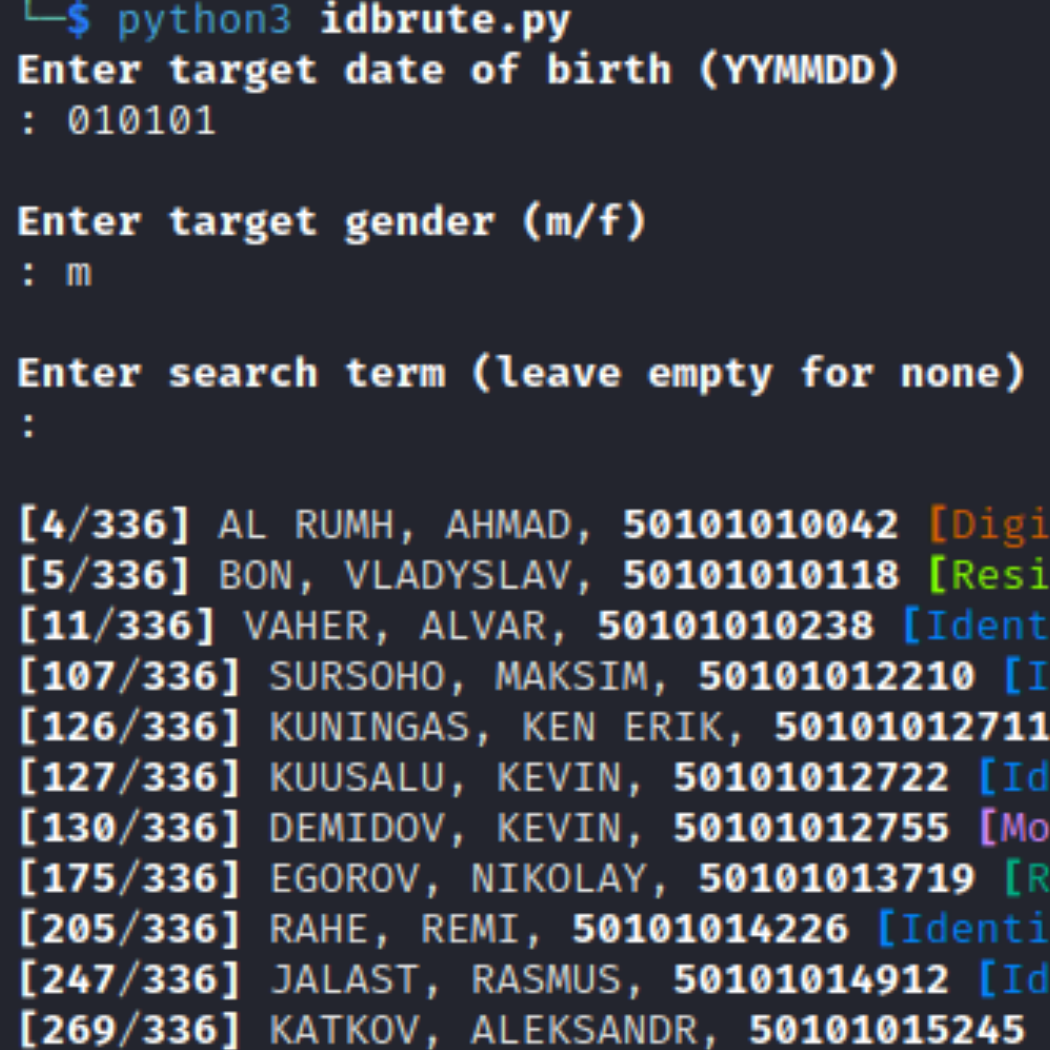 └─$ python3 idbrute.py
Enter target date of birth (YYMMDD)
: 010101
Enter target gender (m/f)
: m
Enter search term (leave empty for none)
:
[4/336] AL RUMH, AHMAD, 50101010042 [Digi
[5/336] BON, VLADYSLAV, 50101010118 [Resi
[11/336] VAHER, ALVAR, 50101010238 [Ident
[107/336] SURSOHO, MAKSIM, 50101012210 [I
[126/336] KUNINGAS, KEN ERIK, 50101012711
[127/336] KUUSALU, KEVIN, 50101012722 [Id
[130/336] DEMIDOV, KEVIN, 50101012755 [Mo
[175/336] EGOROV, NIKOLAY, 50101013719 [R
[205/336] RAHE, REMI, 50101014226 [Identi
[247/336] JALAST, RASMUS, 50101014912 [Id
[269/336] KATKOV, ALEKSANDR, 50101015245